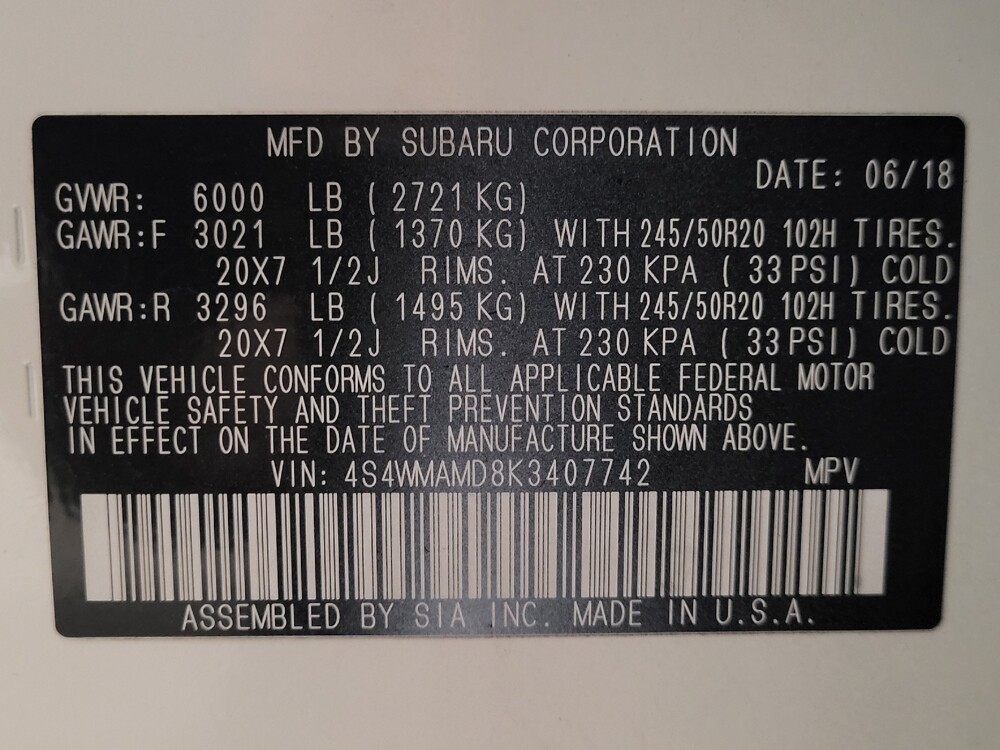 MFD BY SUBARU CORPORATION
DATE: 06/18
GVWR: 6000 LB ( 2721 KG)
GAWR:F 3021 LB ( 1370 KG) WITH 245/50R20 102H TIRES.
20X7 1/2J RIMS. AT 230 KPA ( 33 PSI) COLD
GAWR:R 3296 LB ( 1495 KG) WITH 245/50R20 102H TIRES.
20X7 1/2J RIMS. AT 230 KPA ( 33 PSI) COLD
THIS VEHICLE CONFORMS TO ALL APPLICABLE FEDERAL MOTOR
VEHICLE SAFETY AND THEFT PREVENTION STANDARDS
IN EFFECT ON THE DATE OF MANUFACTURE SHOWN ABOVE.
VIN: 4S4WMAMD8K3407742 MPV
ASSEMBLED BY SIA INC. MADE IN U.S.A.